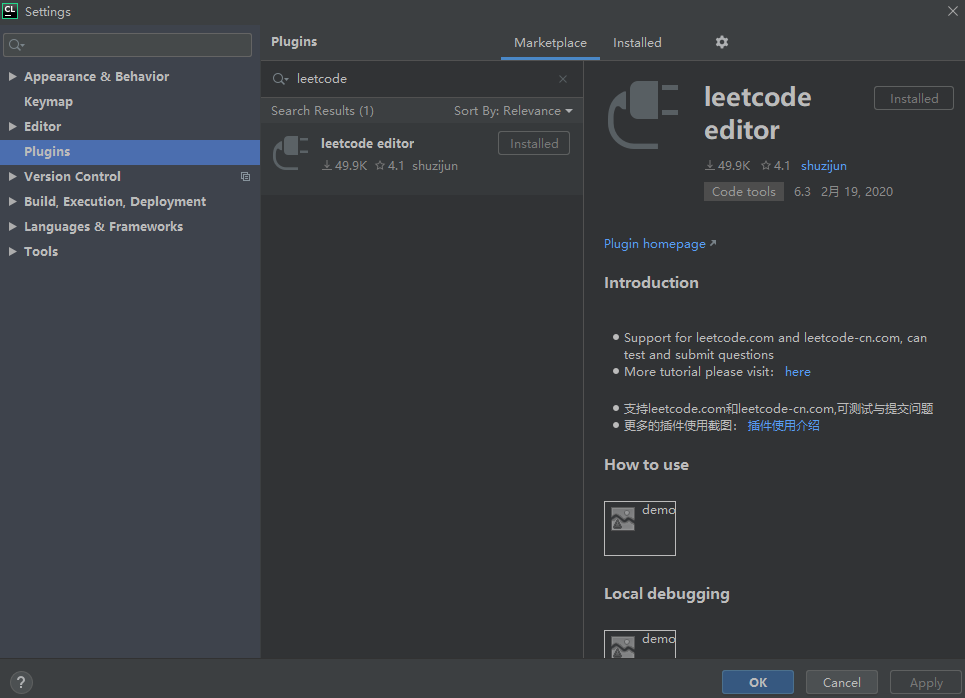 CL Settings
Appearance & Behavior
Keymap
Editor
Plugins
Version Control
Build, Execution, Deployment
Languages & Frameworks
Tools
Plugins
Marketplace
Installed
leetcode
Search Results (1)
Sort By: Relevance
leetcode editor
Installed
49.9K 4.1 shuzijun
leetcode
editor
Installed
49.9K 4.1 shuzijun
Code tools 6.3 2月 19, 2020
Plugin homepage
Introduction
Support for leetcode.com and leetcode-cn.com, can
test and submit questions
More tutorial please visit: here
支持leetcode.com和leetcode-cn.com,可测试与提交问题
更多的插件使用截图： 插件使用介绍
How to use
demo
Local debugging
demo
?
OK
Cancel
Apply